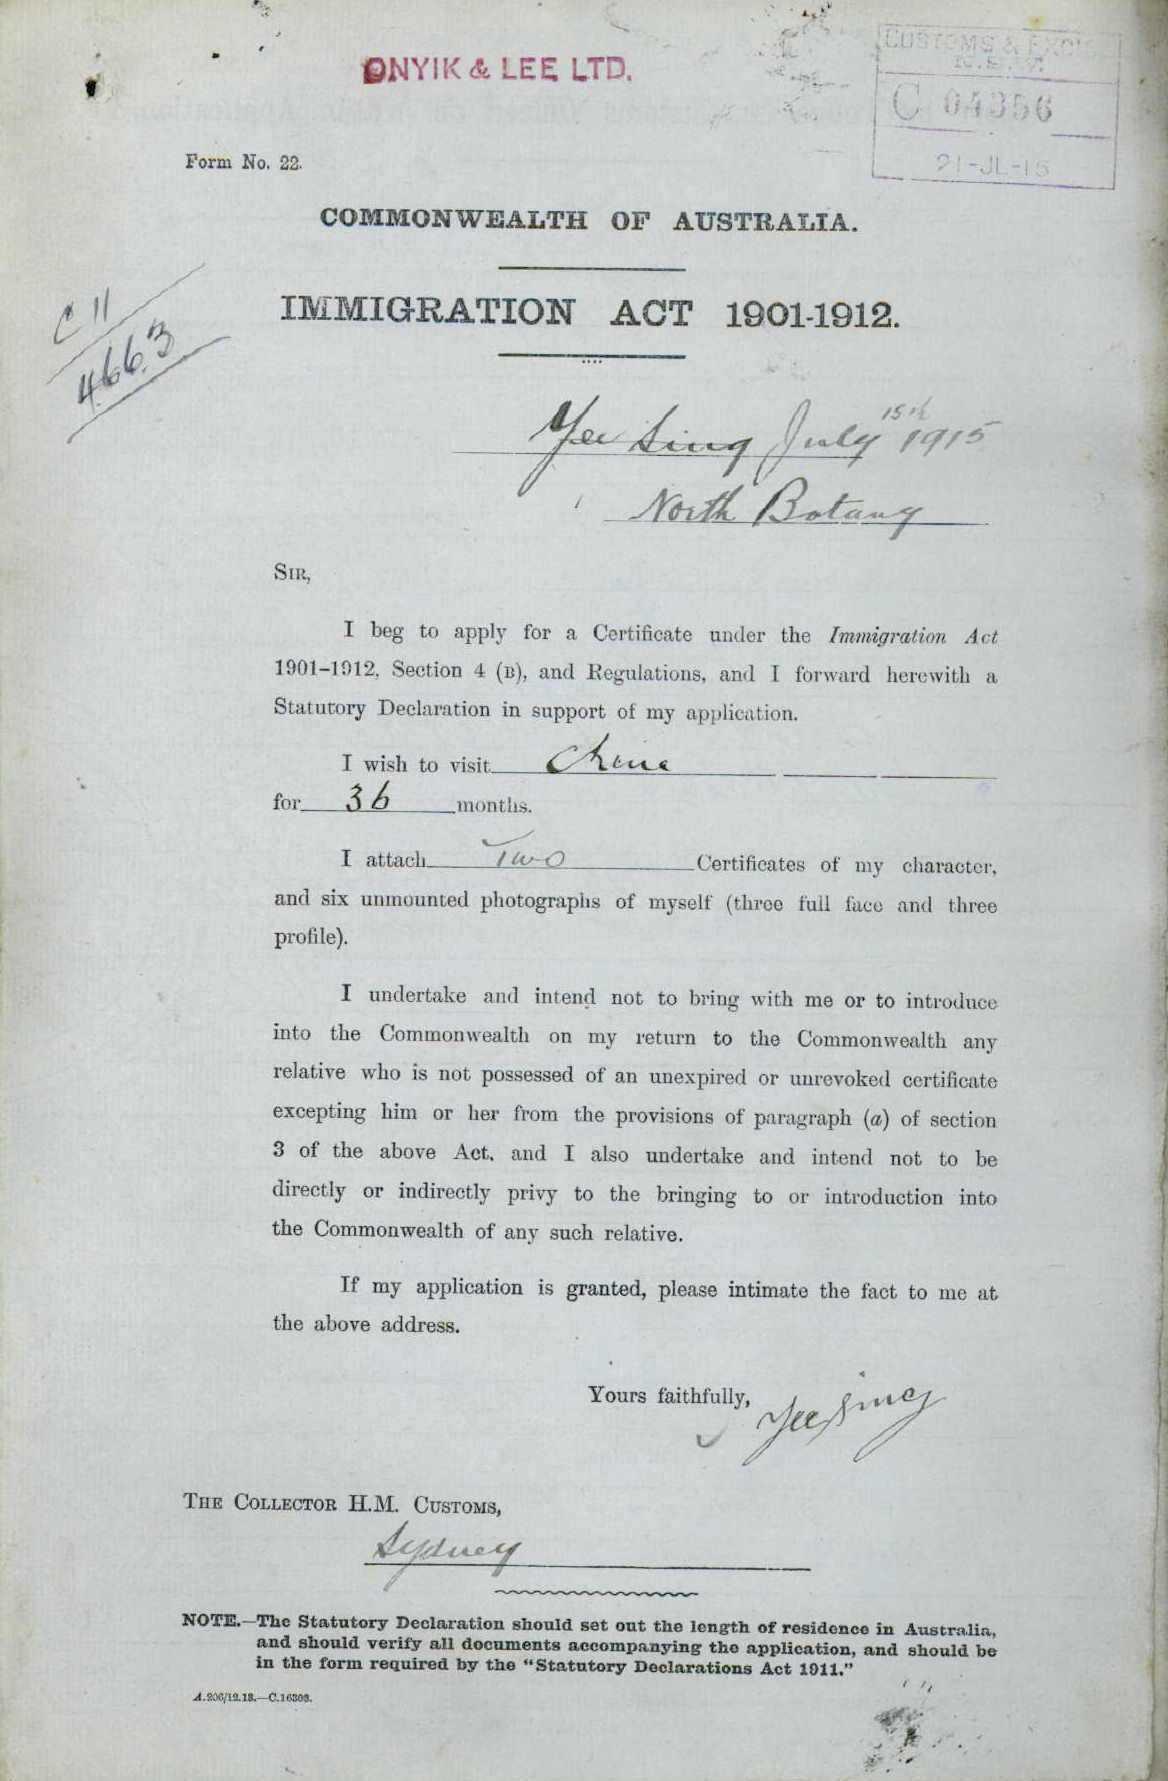 ONYIK & LEE LTD.
CUSTOMS & EXCISE
N.S.W.
C 04356
21-JL-15
Form No. 22.
COMMONWEALTH OF AUSTRALIA.
IMMIGRATION ACT 1901-1912.
C 11
4663
Yee Sing July 15th 1915
North Botany
SIR,
I beg to apply for a Certificate under the Immigration Act
1901–1912, Section 4 (B), and Regulations, and I forward herewith a
Statutory Declaration in support of my application.
I wish to visit China
for 36 months.
I attach Two Certificates of my character,
and six unmounted photographs of myself (three full face and three
profile).
I undertake and intend not to bring with me or to introduce
into the Commonwealth on my return to the Commonwealth any
relative who is not possessed of an unexpired or unrevoked certificate
excepting him or her from the provisions of paragraph (a) of section
3 of the above Act, and I also undertake and intend not to be
directly or indirectly privy to the bringing to or introduction into
the Commonwealth of any such relative.
If my application is granted, please intimate the fact to me at
the above address.
Yours faithfully,
Yee Sing
THE COLLECTOR H.M. CUSTOMS,
Sydney
NOTE.—The Statutory Declaration should set out the length of residence in Australia,
and should verify all documents accompanying the application, and should be
in the form required by the “Statutory Declarations Act 1911.”
A.206/12.13.—C.16303.